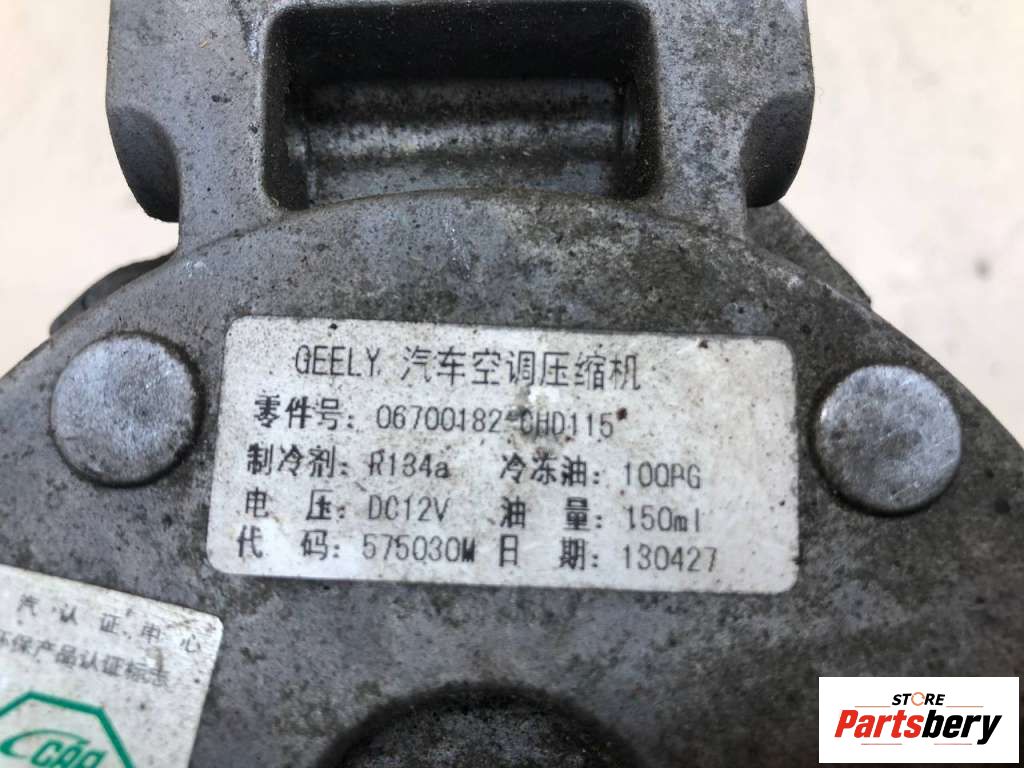 GEELY 汽车空调压缩机
零件号: 06700182-CHD115
制冷剂: R134a 冷冻油: 100PG
电 压: DC12V 油 量: 150ml
代 码: 575030M 日 期: 130427
汽·认 证 中 心
环保产品认证标志
STORE
Partsbery